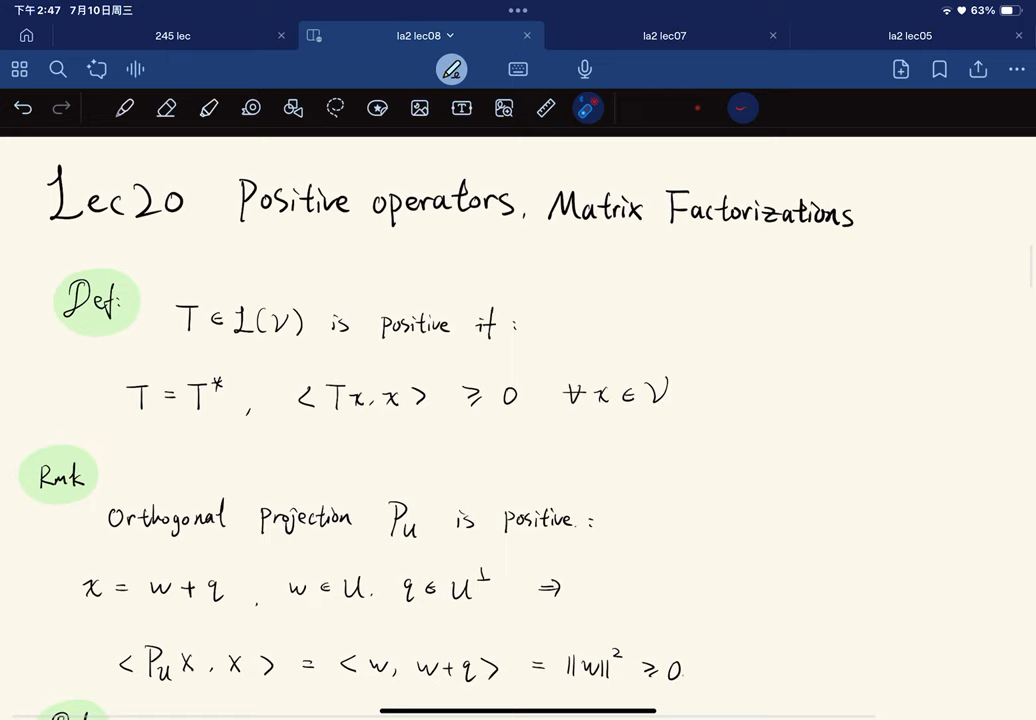 下午2:47 7月10日周三
63%
245 lec
la2 lec08
la2 lec07
la2 lec05
Lec20 Positive operators, Matrix Factorizations
Def:
T ∈ L(V) is positive if :
T = T* , < Tx, x > ≥ 0 ∀ x ∈ V
Rmk
Orthogonal Projection P_U is positive :
x = w + q , w ∈ U, q ∈ U^⊥ ⇒
< P_U x , x > = < w, w+q > = ||w||² ≥ 0